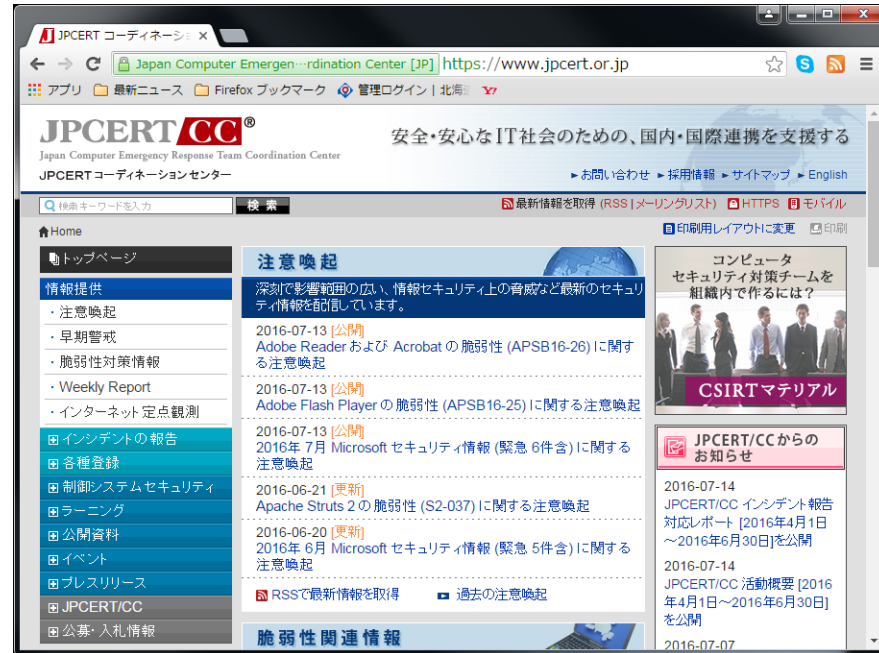 JPCERT コーディネーシ
Japan Computer Emergen…rdination Center [JP] https://www.jpcert.or.jp
アプリ 最新ニュース Firefox ブックマーク 管理ログイン | 北海 Y!
JPCERT CC®
Japan Computer Emergency Response Team Coordination Center
JPCERT コーディネーションセンター
安全・安心なIT社会のための、国内・国際連携を支援する
お問い合わせ 採用情報 サイトマップ English
検索キーワードを入力 検 索
最新情報を取得 (RSS | メーリングリスト) HTTPS モバイル
Home
印刷用レイアウトに変更 印刷
トップページ
情報提供
・注意喚起
・早期警戒
・脆弱性対策情報
・Weekly Report
・インターネット定点観測
インシデントの報告
各種登録
制御システムセキュリティ
ラーニング
公開資料
イベント
プレスリリース
JPCERT/CC
公募・入札情報
注意喚起
深刻で影響範囲の広い、情報セキュリティ上の脅威など最新のセキュリ
ティ情報を配信しています。
2016-07-13 [公開]
Adobe Reader および Acrobat の脆弱性 (APSB16-26) に関す
る注意喚起
2016-07-13 [公開]
Adobe Flash Player の脆弱性 (APSB16-25) に関する注意喚起
2016-07-13 [公開]
2016年 7月 Microsoft セキュリティ情報 (緊急 6件含) に関する
注意喚起
2016-06-21 [更新]
Apache Struts 2 の脆弱性 (S2-037) に関する注意喚起
2016-06-20 [更新]
2016年 6月 Microsoft セキュリティ情報 (緊急 5件含) に関する
注意喚起
RSSで最新情報を取得 過去の注意喚起
脆弱性関連情報
コンピュータ
セキュリティ対策チームを
組織内で作るには?
CSIRTマテリアル
JPCERT/CCからの
お知らせ
2016-07-14
JPCERT/CC インシデント報告
対応レポート [2016年4月1日
～2016年6月30日]を公開
2016-07-14
JPCERT/CC 活動概要 [2016
年4月1日～2016年6月30日]
を公開
2016-07-07